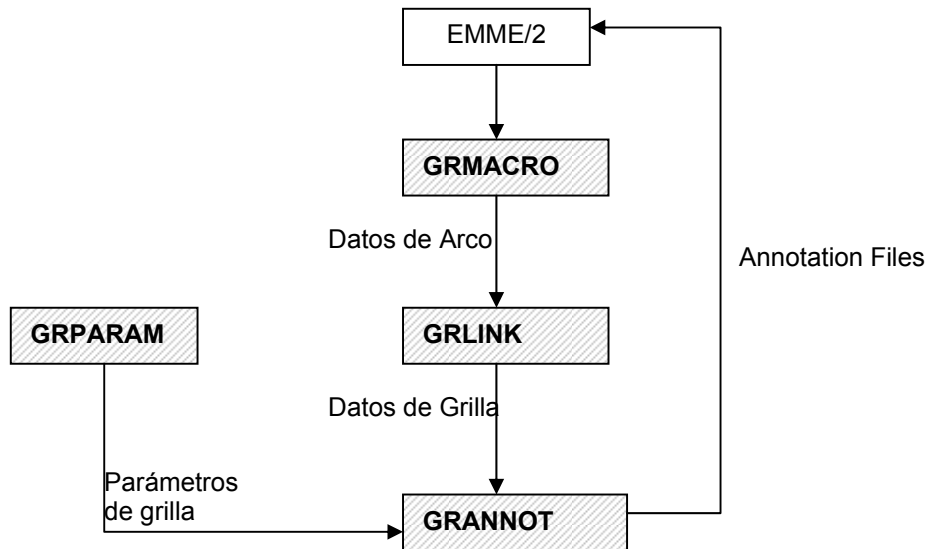 EMME/2
GRMACRO
Datos de Arco
Annotation Files
GRPARAM
GRLINK
Datos de Grilla
Parámetros
de grilla
GRANNOT